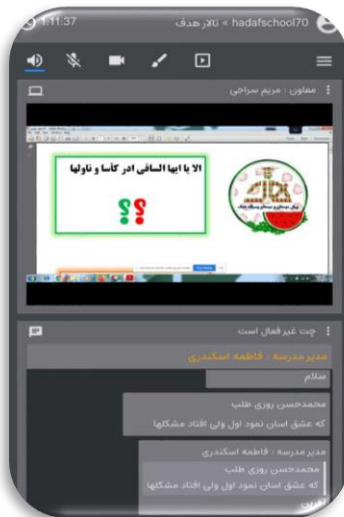 1:11:37
hadafschool70 » تالار هدف
معاون : مریم سراجی
الا یا ایها الساقی ادر کاسا و ناولها
؟؟
چت غیر فعال است
مدیر مدرسه : فاطمه اسکندری
سلام
محمدحسن روزی طلب
که عشق اسان نمود اول ولی افتاد مشکلها
مدیر مدرسه : فاطمه اسکندری
محمدحسن روزی طلب
که عشق اسان نمود اول ولی افتاد مشکلها